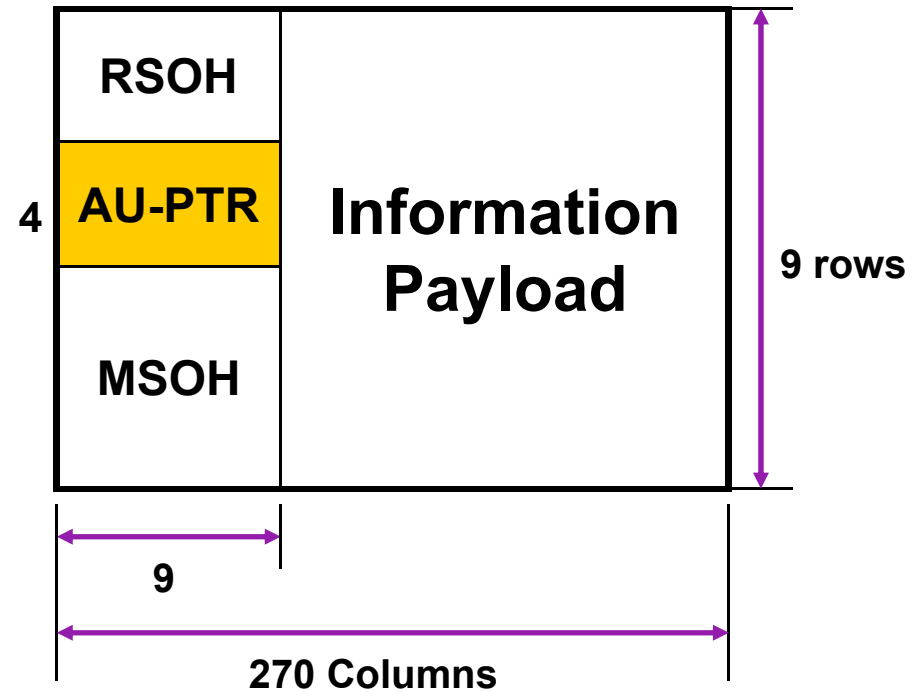 RSOH
4
AU-PTR
MSOH
Information
Payload
9 rows
9
270 Columns